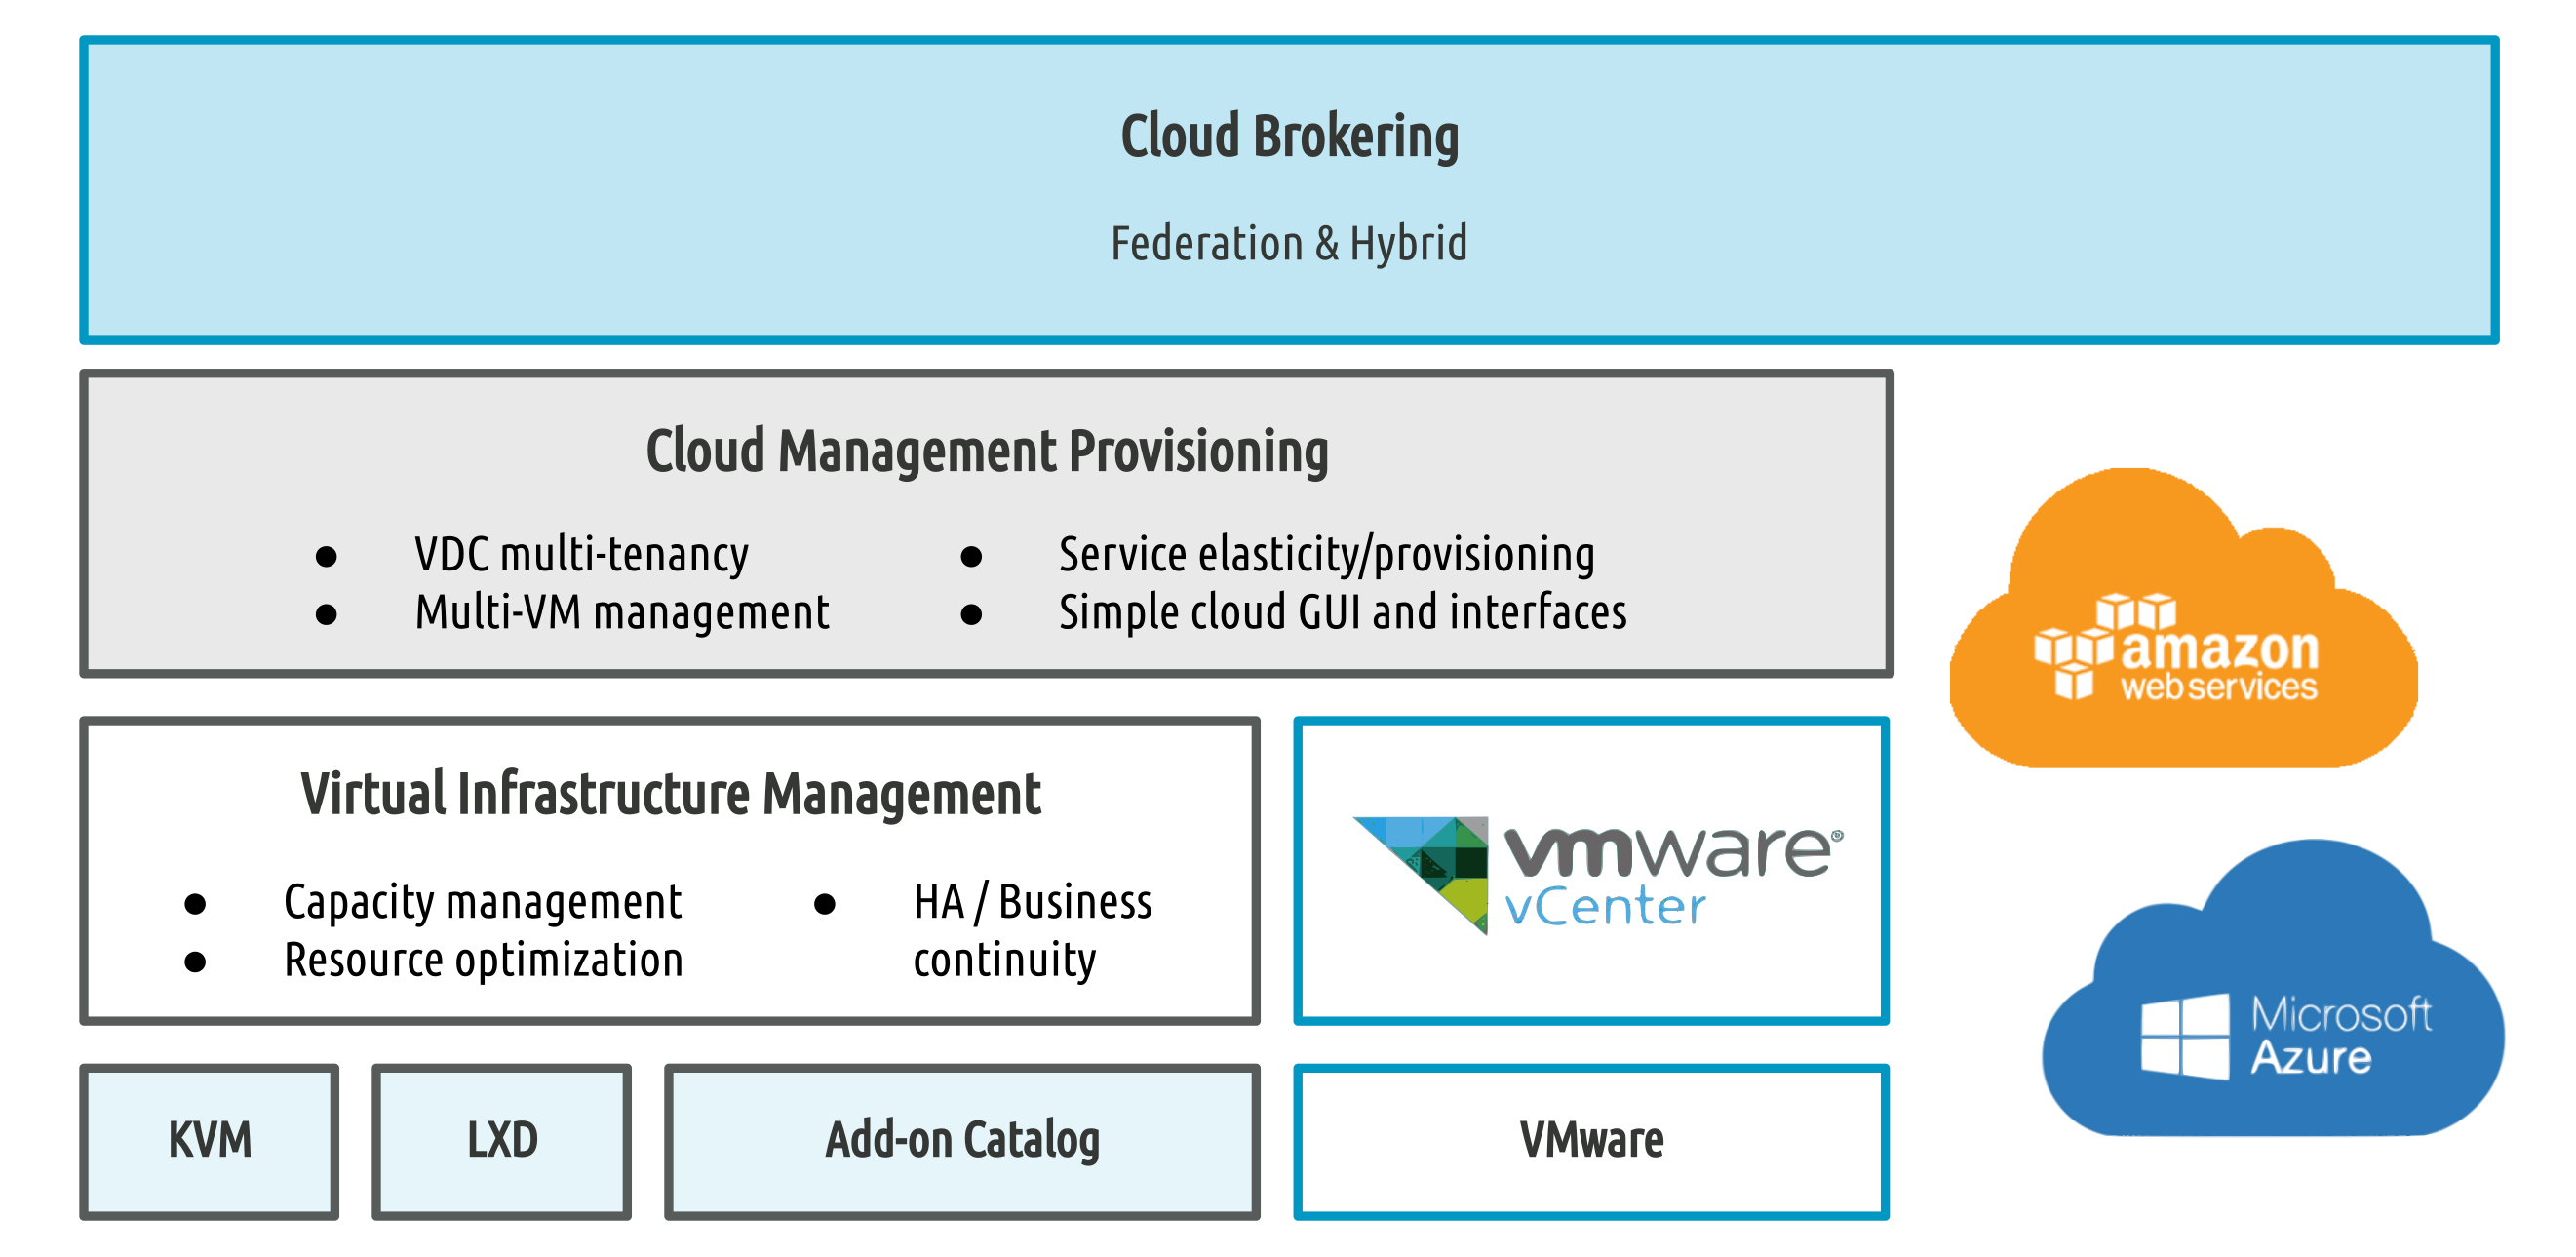 Cloud Brokering
Federation & Hybrid
Cloud Management Provisioning
● VDC multi-tenancy
● Multi-VM management
● Service elasticity/provisioning
● Simple cloud GUI and interfaces
amazon
web services
Virtual Infrastructure Management
● Capacity management
● Resource optimization
● HA / Business
continuity
vmware®
vCenter
Microsoft
Azure
KVM
LXD
Add-on Catalog
VMware